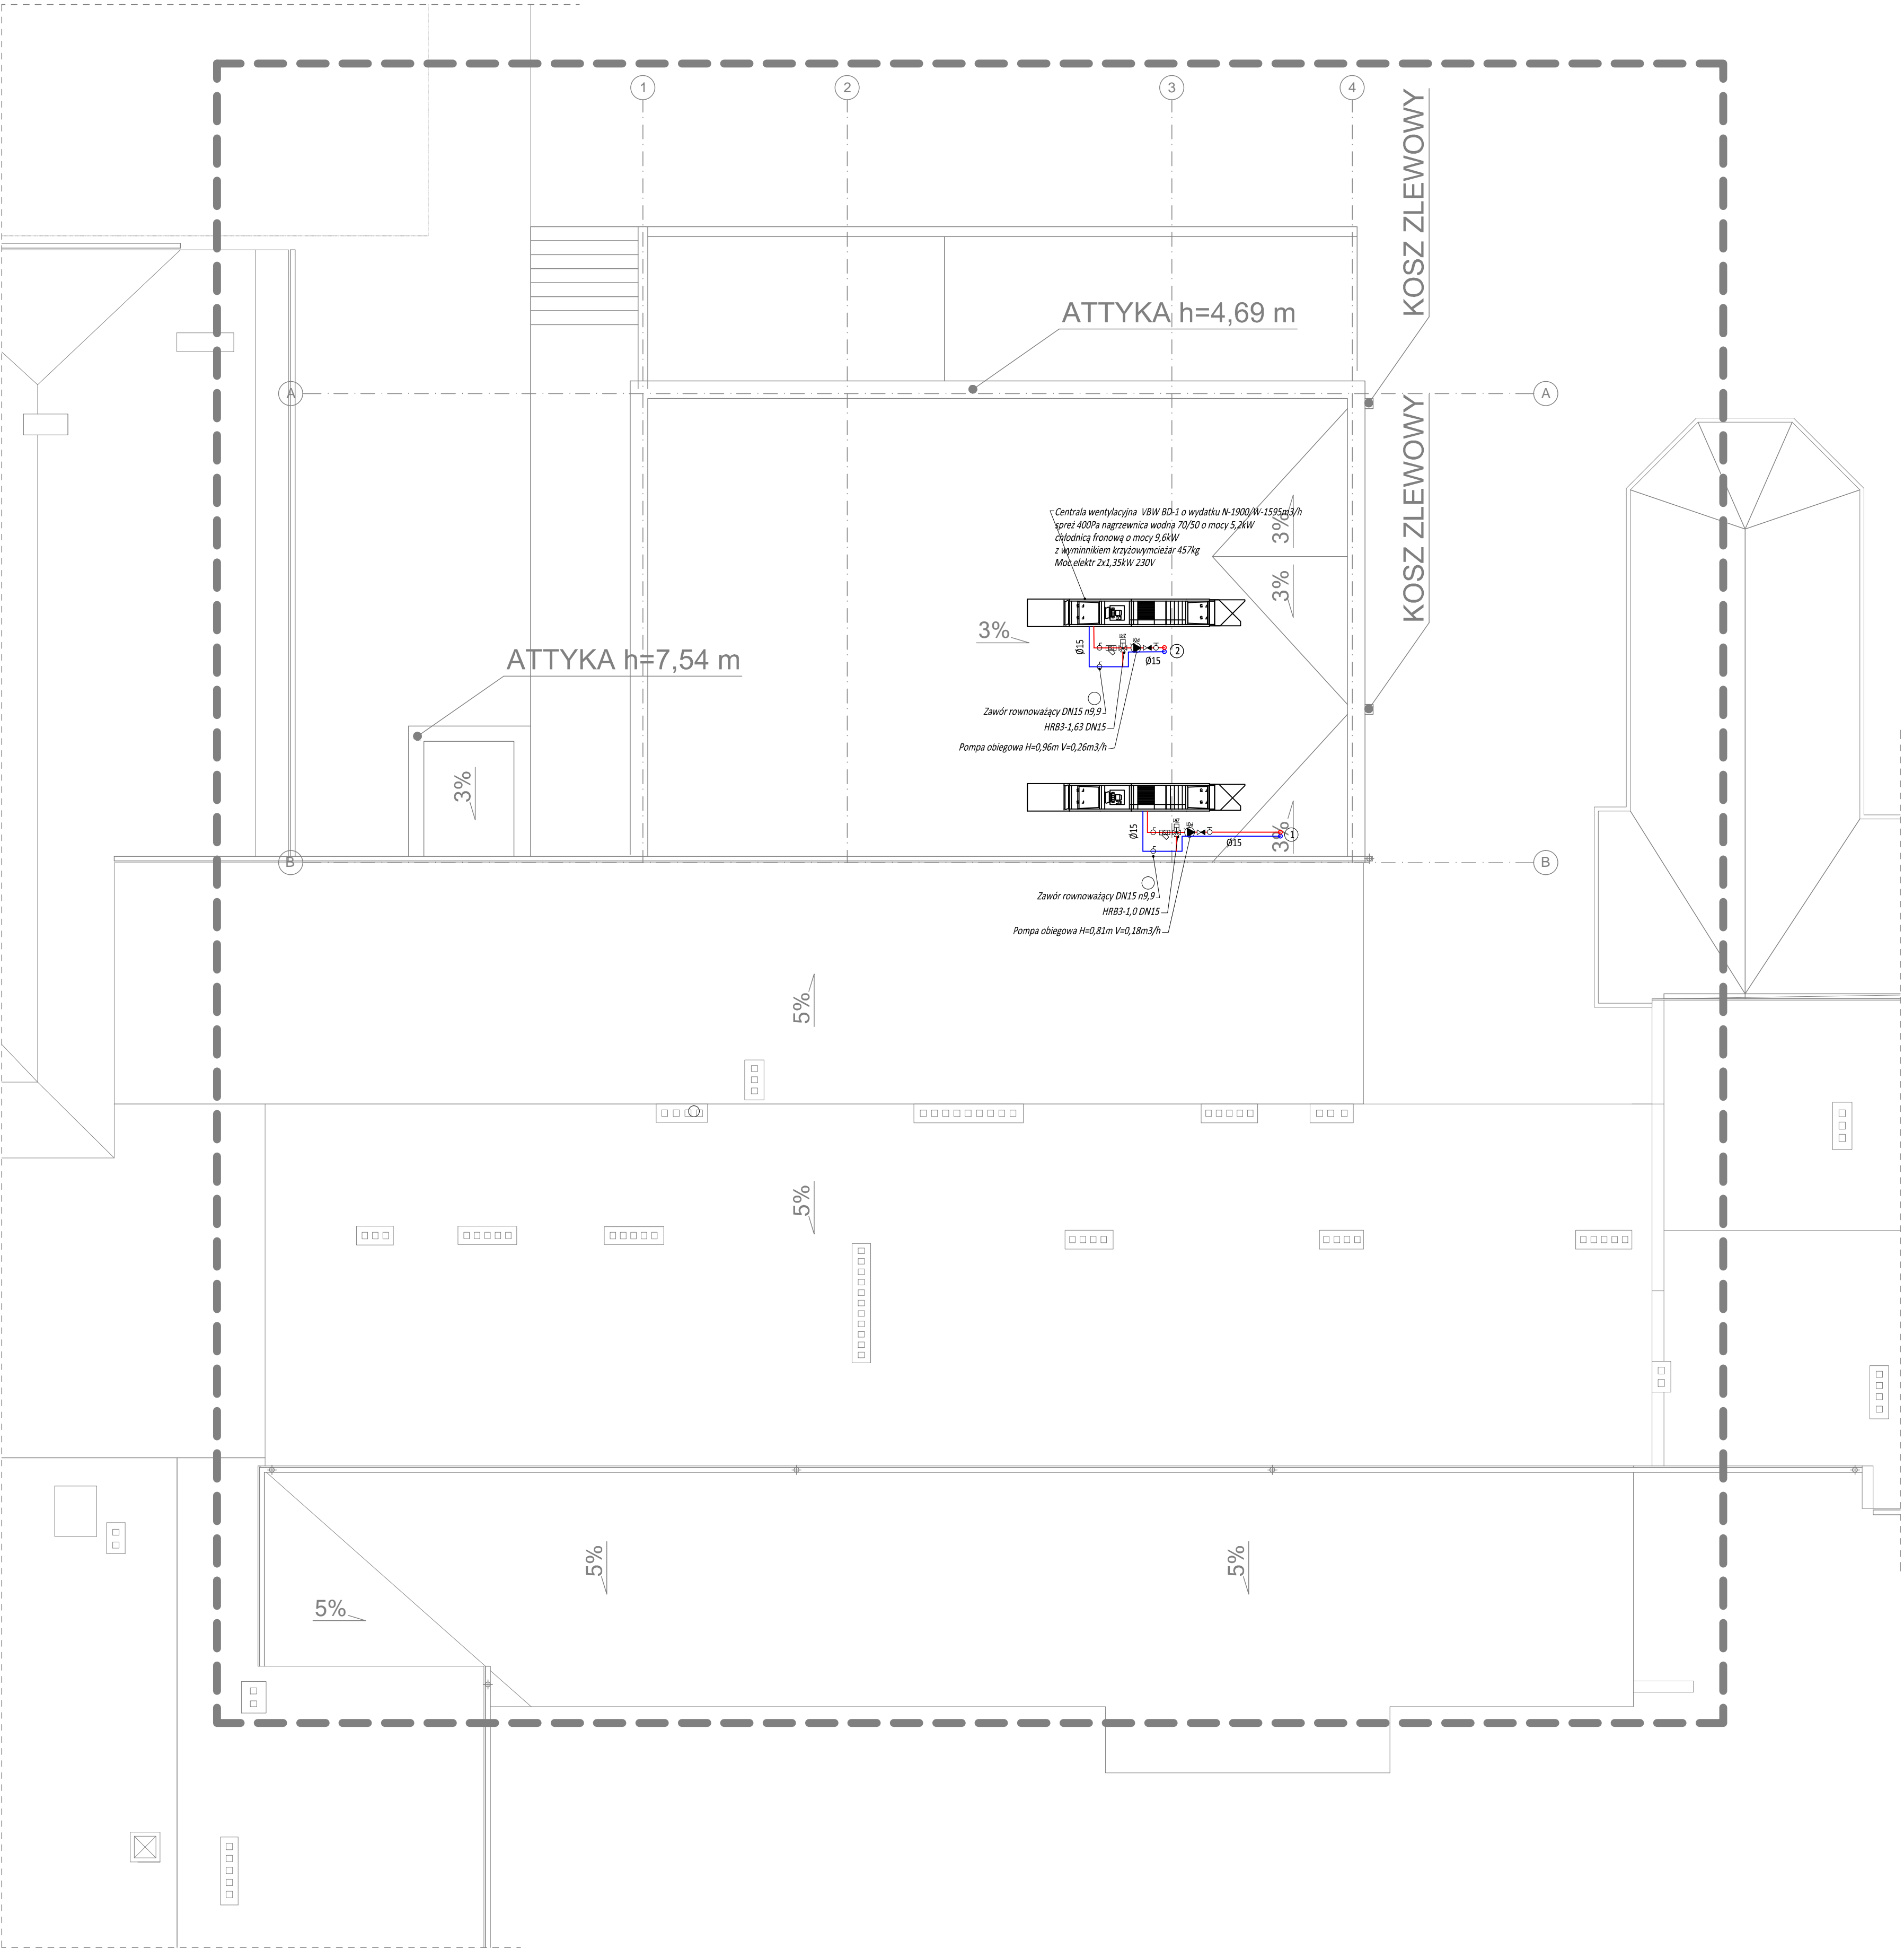 1
2
3
4
KOSZ ZLEWOWY
ATTYKA h=4,69 m
A
A
KOSZ ZLEWOWY
Centrala wentylacyjna VBW BD-1 o wydatku N-1900/W-1595m3/h
spręż 400Pa nagrzewnica wodna 70/50 o mocy 5,2kW
chłodnicą fronową o mocy 9,6kW
z wyminnikiem krzyżowymciężar 457kg
Moc elektr 2x1,35kW 230V
3%
3%
3%
ATTYKA h=7,54 m
Ø15
Ø15
2
Zawór rownoważący DN15 n9,9
HRB3-1,63 DN15
Pompa obiegowa H=0,96m V=0,26m3/h
3%
Ø15
Ø15
3%
1
B
B
Zawór rownoważący DN15 n9,9
HRB3-1,0 DN15
Pompa obiegowa H=0,81m V=0,18m3/h
5%
5%
5%
5%
5%